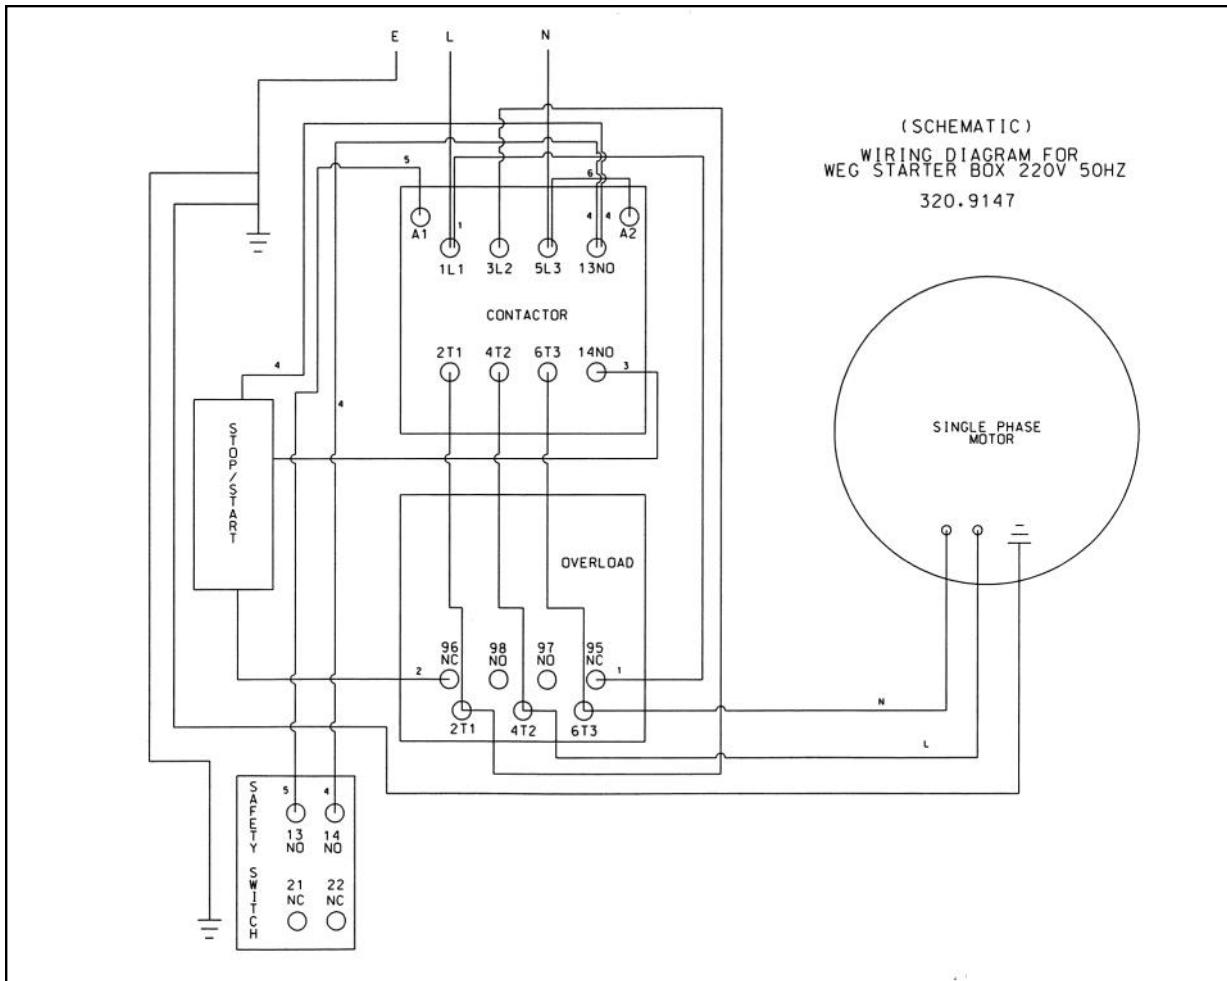 E L N
(SCHEMATIC)
WIRING DIAGRAM FOR
WEG STARTER BOX 220V 50HZ
320.9147
5
6
1
4 4
A1
A2
1L1 3L2 5L3 13NO
CONTACTOR
2T1 4T2 6T3 14NO
3
4
4
STOP/START
SINGLE PHASE
MOTOR
OVERLOAD
96 98 97 95
NC NO NO NC
2
1
2T1 4T2 6T3
N
L
SAFETY SWITCH
5 4
13 14
NO NO
21 22
NC NC